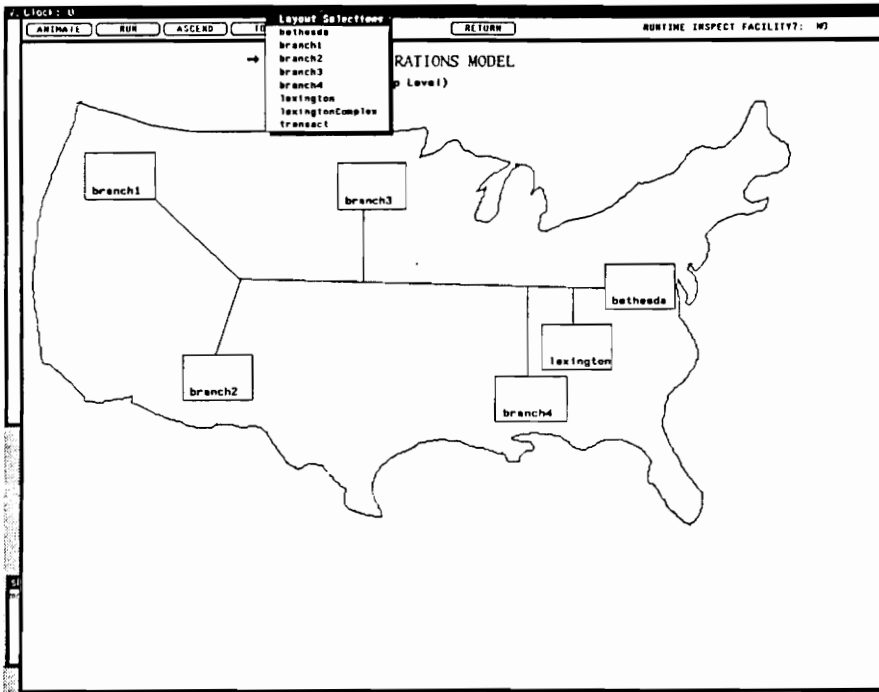 Clock: 0
Layout Selections
ANIMATE RUN ASCEND TO RETURN RUNTIME INSPECT FACILITY?: NO
bethesda
branch1
branch2
branch3
branch4
lexington
lexingtonComplex
transact
→ RATIONS MODEL
p Level)
branch1
branch3
bethesda
lexington
branch2
branch4